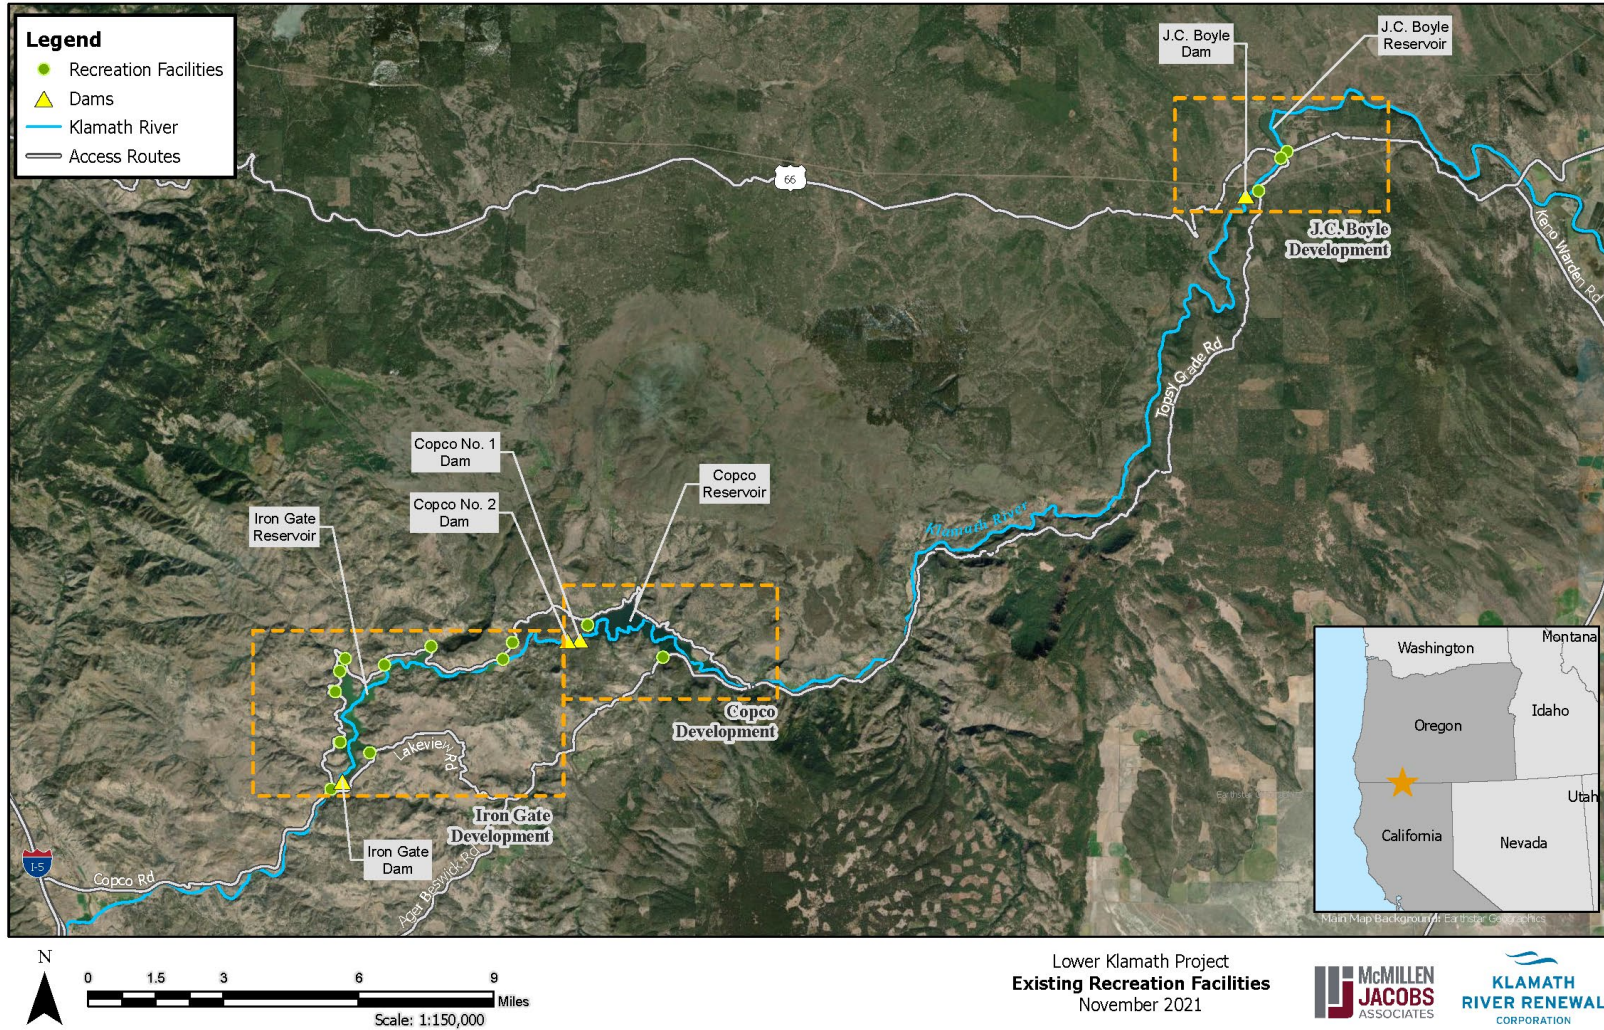 Legend
Recreation Facilities
Dams
Klamath River
Access Routes
J.C. Boyle
Dam
J.C. Boyle
Reservoir
66
J.C. Boyle
Development
Keno Warden Rd
Topsy Grade Rd
Copco No. 1
Dam
Copco
Reservoir
Copco No. 2
Dam
Iron Gate
Reservoir
Klamath River
Copco
Development
Lakeview Rd
Iron Gate
Development
Iron Gate
Dam
I-5
Copco Rd
Ager Beswick Rd
Earthstar Geographics
Washington
Montana
Oregon
Idaho
Utah
California
Nevada
Main Map Background: Earthstar Geographics
N
0 1.5 3 6 9
Miles
Scale: 1:150,000
Lower Klamath Project
Existing Recreation Facilities
November 2021
McMILLEN
JACOBS
ASSOCIATES
KLAMATH
RIVER RENEWAL
CORPORATION